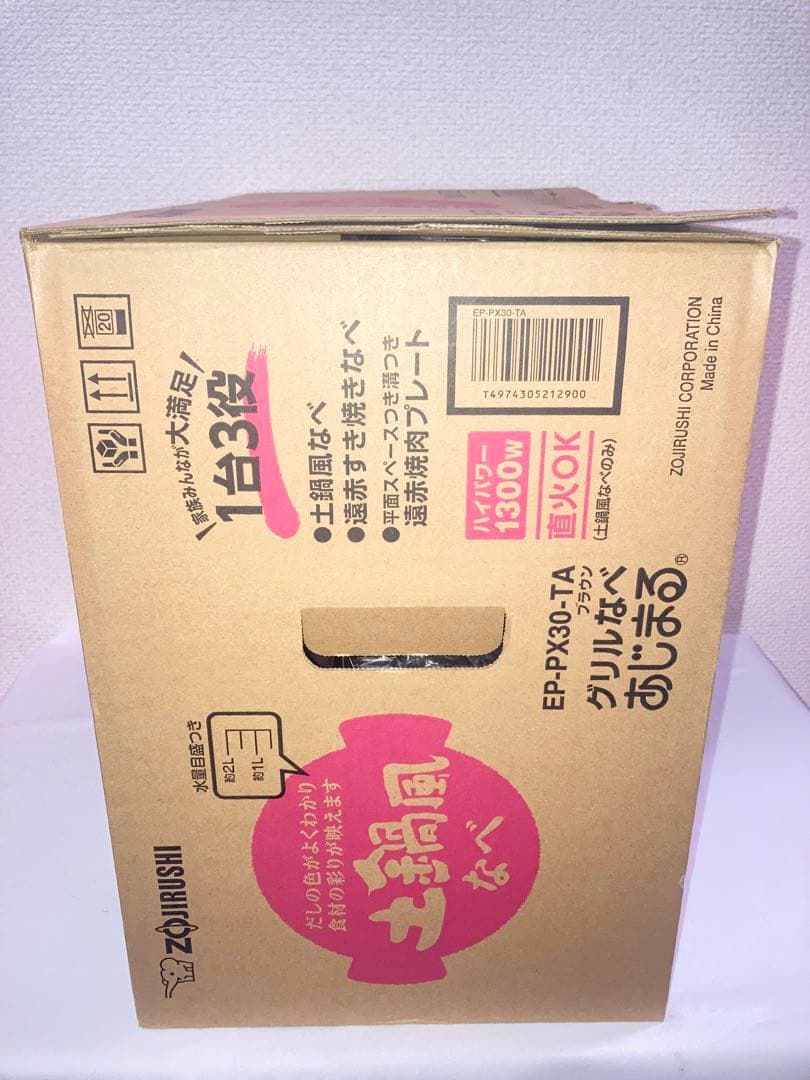 ZOJIRUSHI
水量目盛つき
約2L
約1L
だしの色がよくわかり
食材の彩りが映えます
土鍋風
なべ
20
家族みんなが大満足
1台3役
●土鍋風なべ
●遠赤すき焼きなべ
●平面スペースつき溝つき
遠赤焼肉プレート
EP-PX30-TA
T4974305212900
ハイパワー
1300W
直火OK
(土鍋風なべのみ)
EP-PX30-TA
ブラウン
グリルなべ
あじまる®
ZOJIRUSHI CORPORATION
Made in China